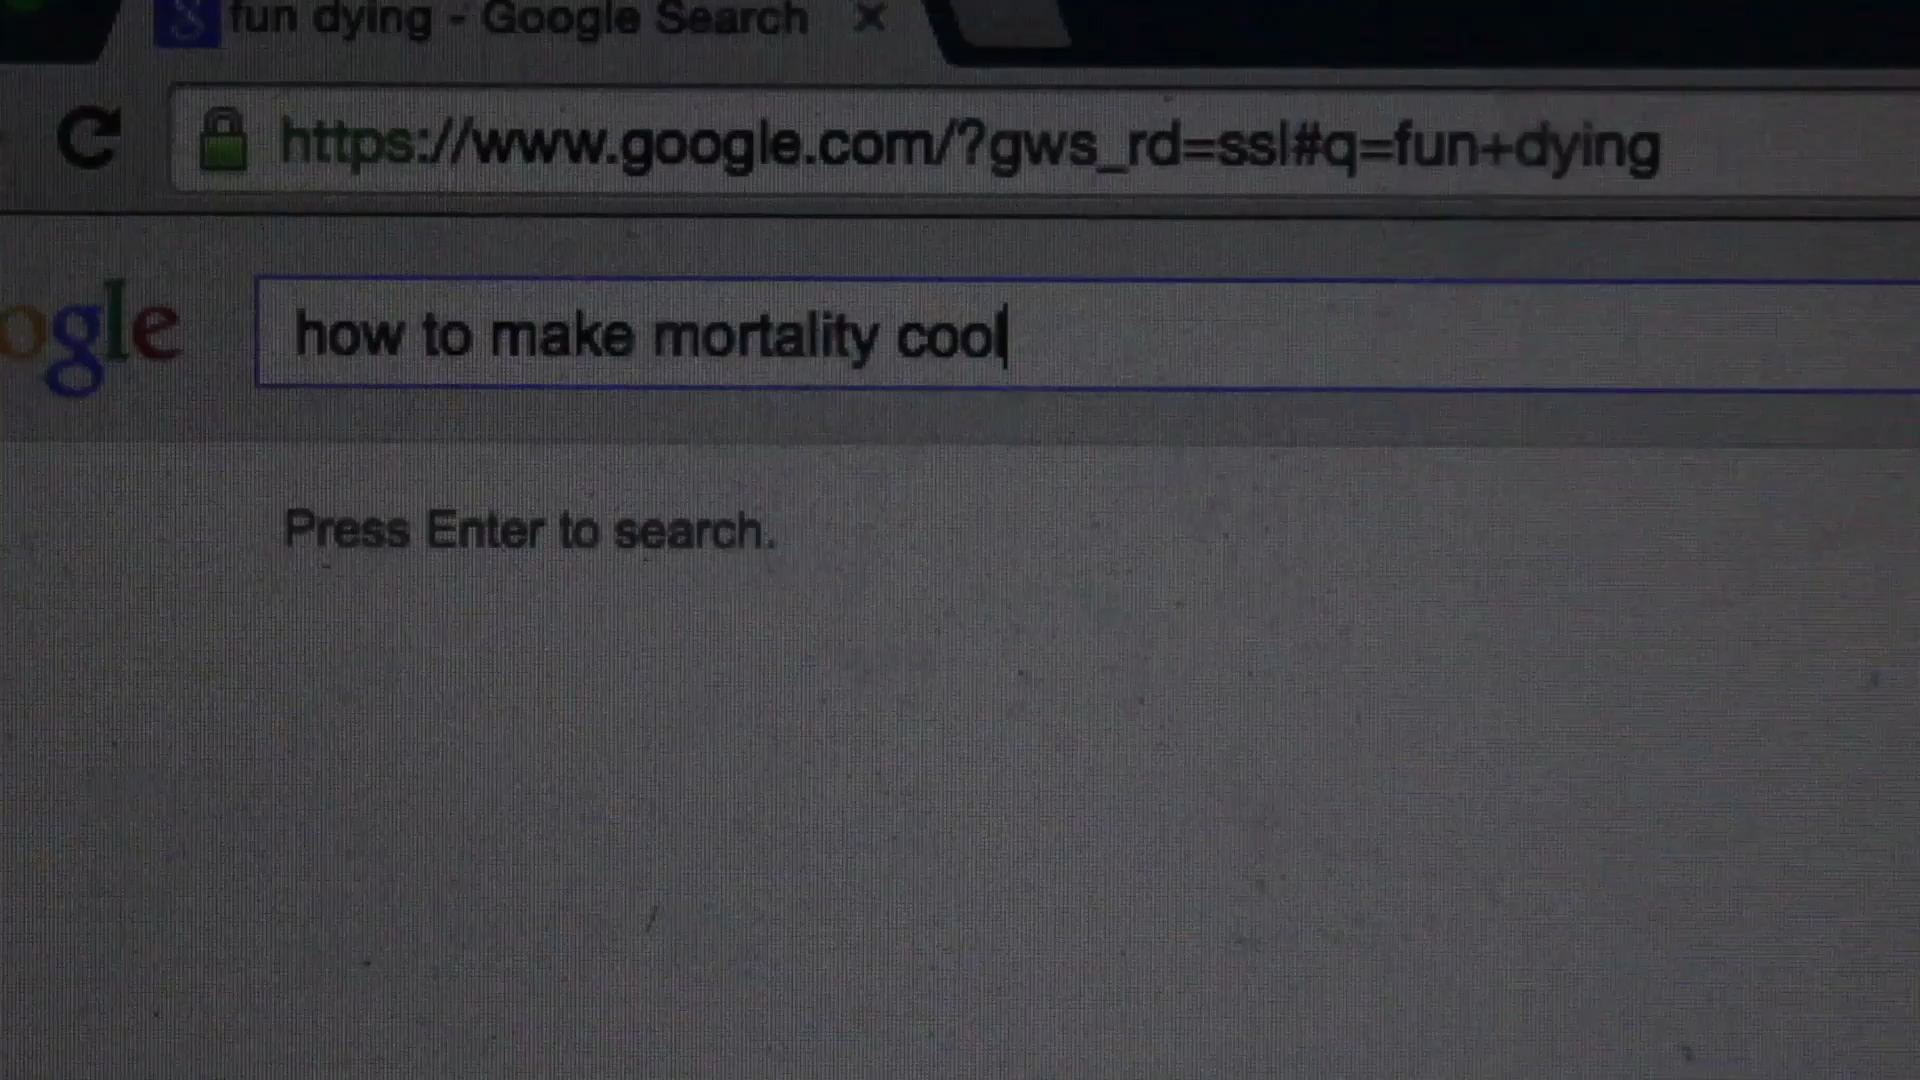 fun dying - Google Search
https://www.google.com/?gws_rd=ssl#q=fun+dying
ogle
how to make mortality cool
Press Enter to search.